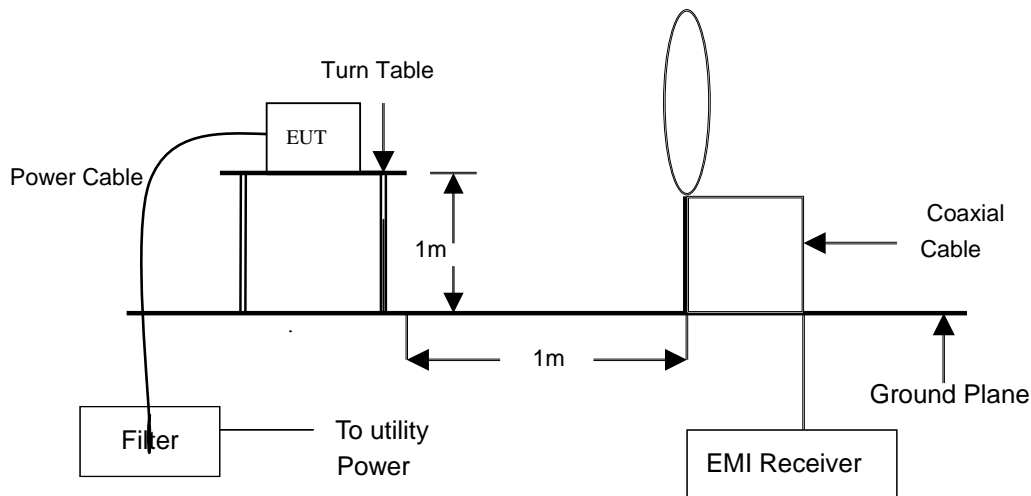 Turn Table
EUT
Power Cable
Coaxial
Cable
1m
1m
Ground Plane
Filter
To utility
Power
EMI Receiver